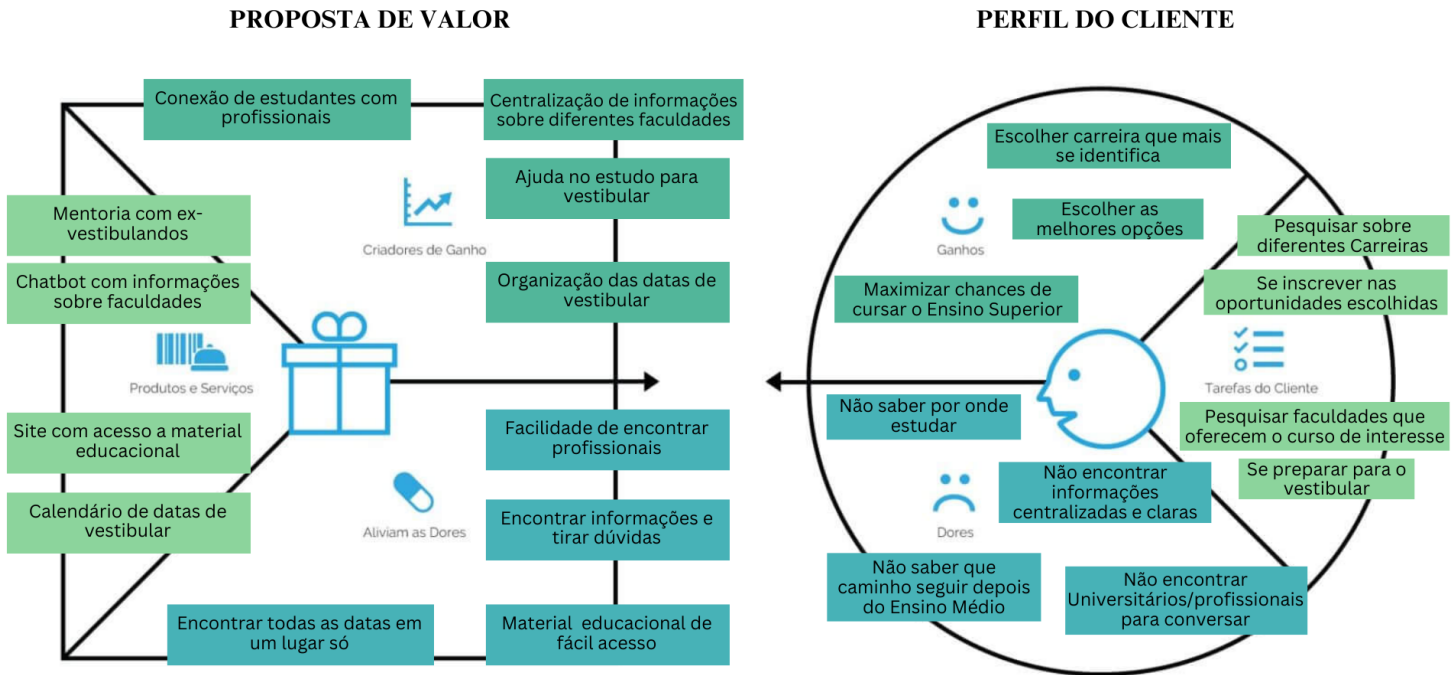 PROPOSTA DE VALOR
Conexão de estudantes com
profissionais
Centralização de informações
sobre diferentes faculdades
Ajuda no estudo para
vestibular
Criadores de Ganho
Organização das datas de
vestibular
Mentoria com ex-
vestibulandos
Chatbot com informações
sobre faculdades
Produtos e Serviços
Site com acesso a material
educacional
Calendário de datas de
vestibular
Facilidade de encontrar
profissionais
Aliviam as Dores
Encontrar informações e
tirar dúvidas
Encontrar todas as datas em
um lugar só
Material educacional de
fácil acesso
PERFIL DO CLIENTE
Escolher carreira que mais
se identifica
Ganhos
Escolher as
melhores opções
Maximizar chances de
cursar o Ensino Superior
Pesquisar sobre
diferentes Carreiras
Se inscrever nas
oportunidades escolhidas
Tarefas do Cliente
Pesquisar faculdades que
oferecem o curso de interesse
Se preparar para o
vestibular
Não saber por onde
estudar
Não encontrar
informações
centralizadas e claras
Dores
Não saber que
caminho seguir depois
do Ensino Médio
Não encontrar
Universitários/profissionais
para conversar